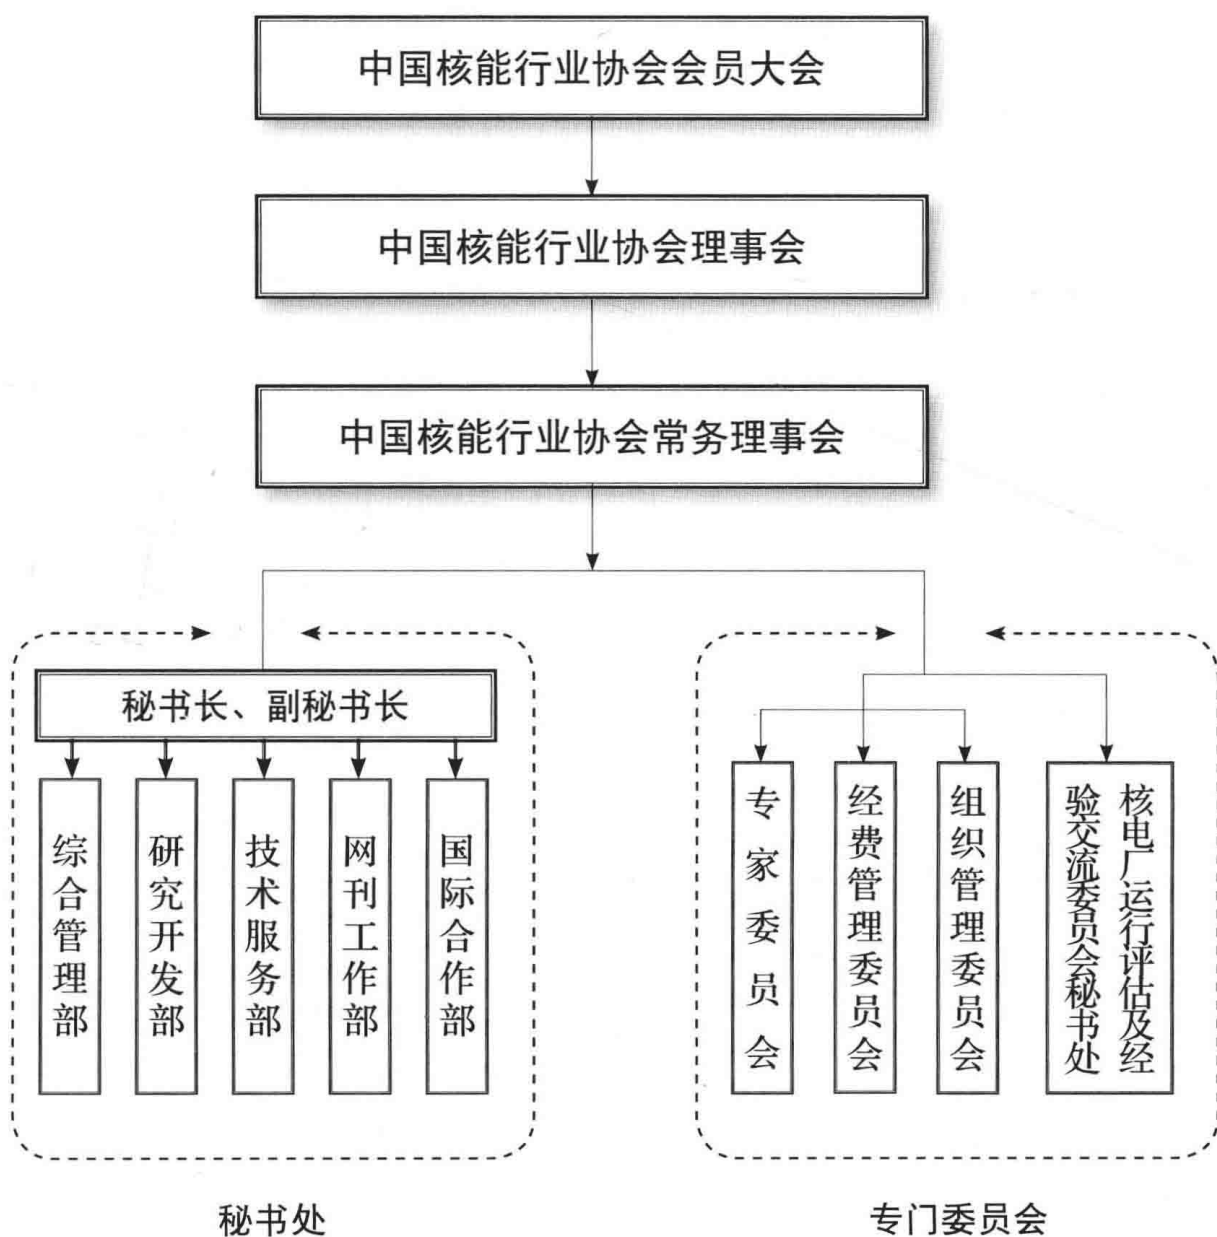 中国核能行业协会会员大会
中国核能行业协会理事会
中国核能行业协会常务理事会
秘书长、副秘书长
综合管理部
研究开发部
技术服务部
网刊工作部
国际合作部
专家委员会
经费管理委员会
组织管理委员会
核电厂运行评估及经
验交流委员会秘书处
秘书处
专门委员会